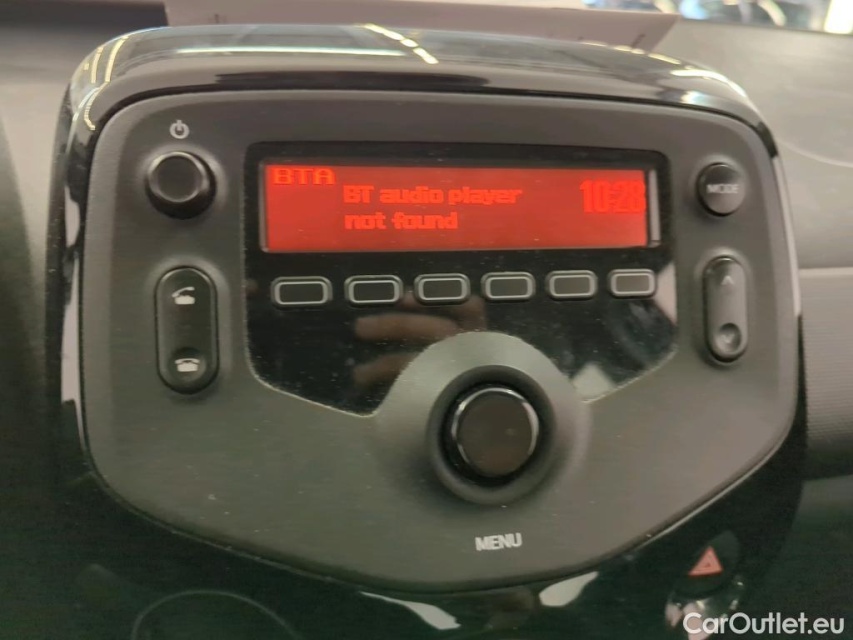 BTA
BT audio player
not found
10:28
MODE
MENU
CarOutlet.eu